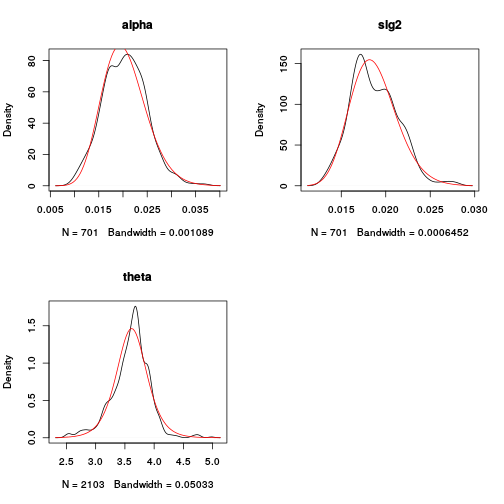 alpha
Density
0 20 40 60 80
0.005 0.015 0.025 0.035
N = 701 Bandwidth = 0.001089
sig2
Density
0 50 100 150
0.015 0.020 0.025 0.030
N = 701 Bandwidth = 0.0006452
theta
Density
0.0 0.5 1.0 1.5
2.5 3.0 3.5 4.0 4.5 5.0
N = 2103 Bandwidth = 0.05033